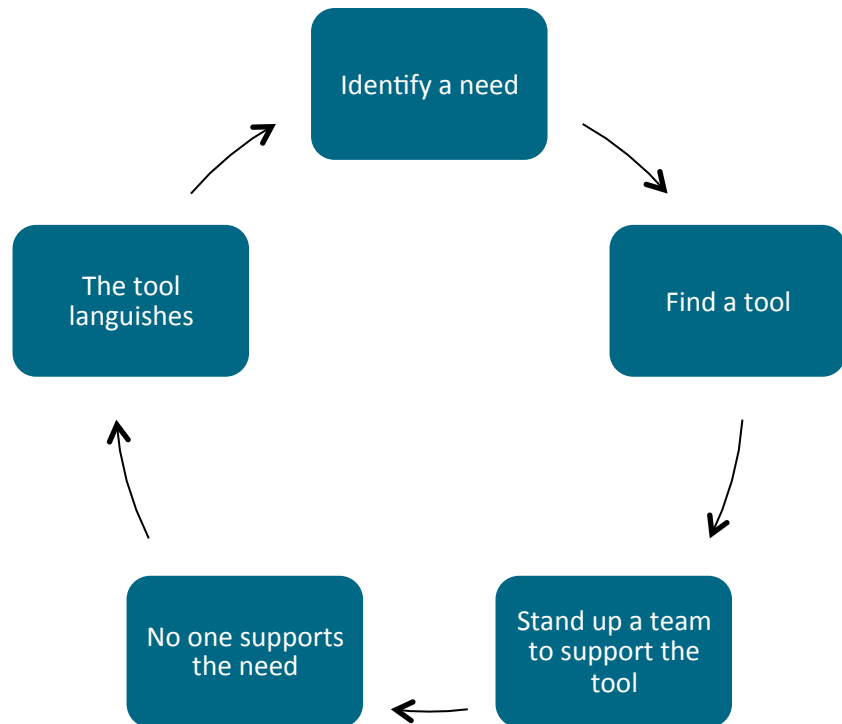 Identify a need
Find a tool
Stand up a team
to support the
tool
No one supports
the need
The tool
languishes